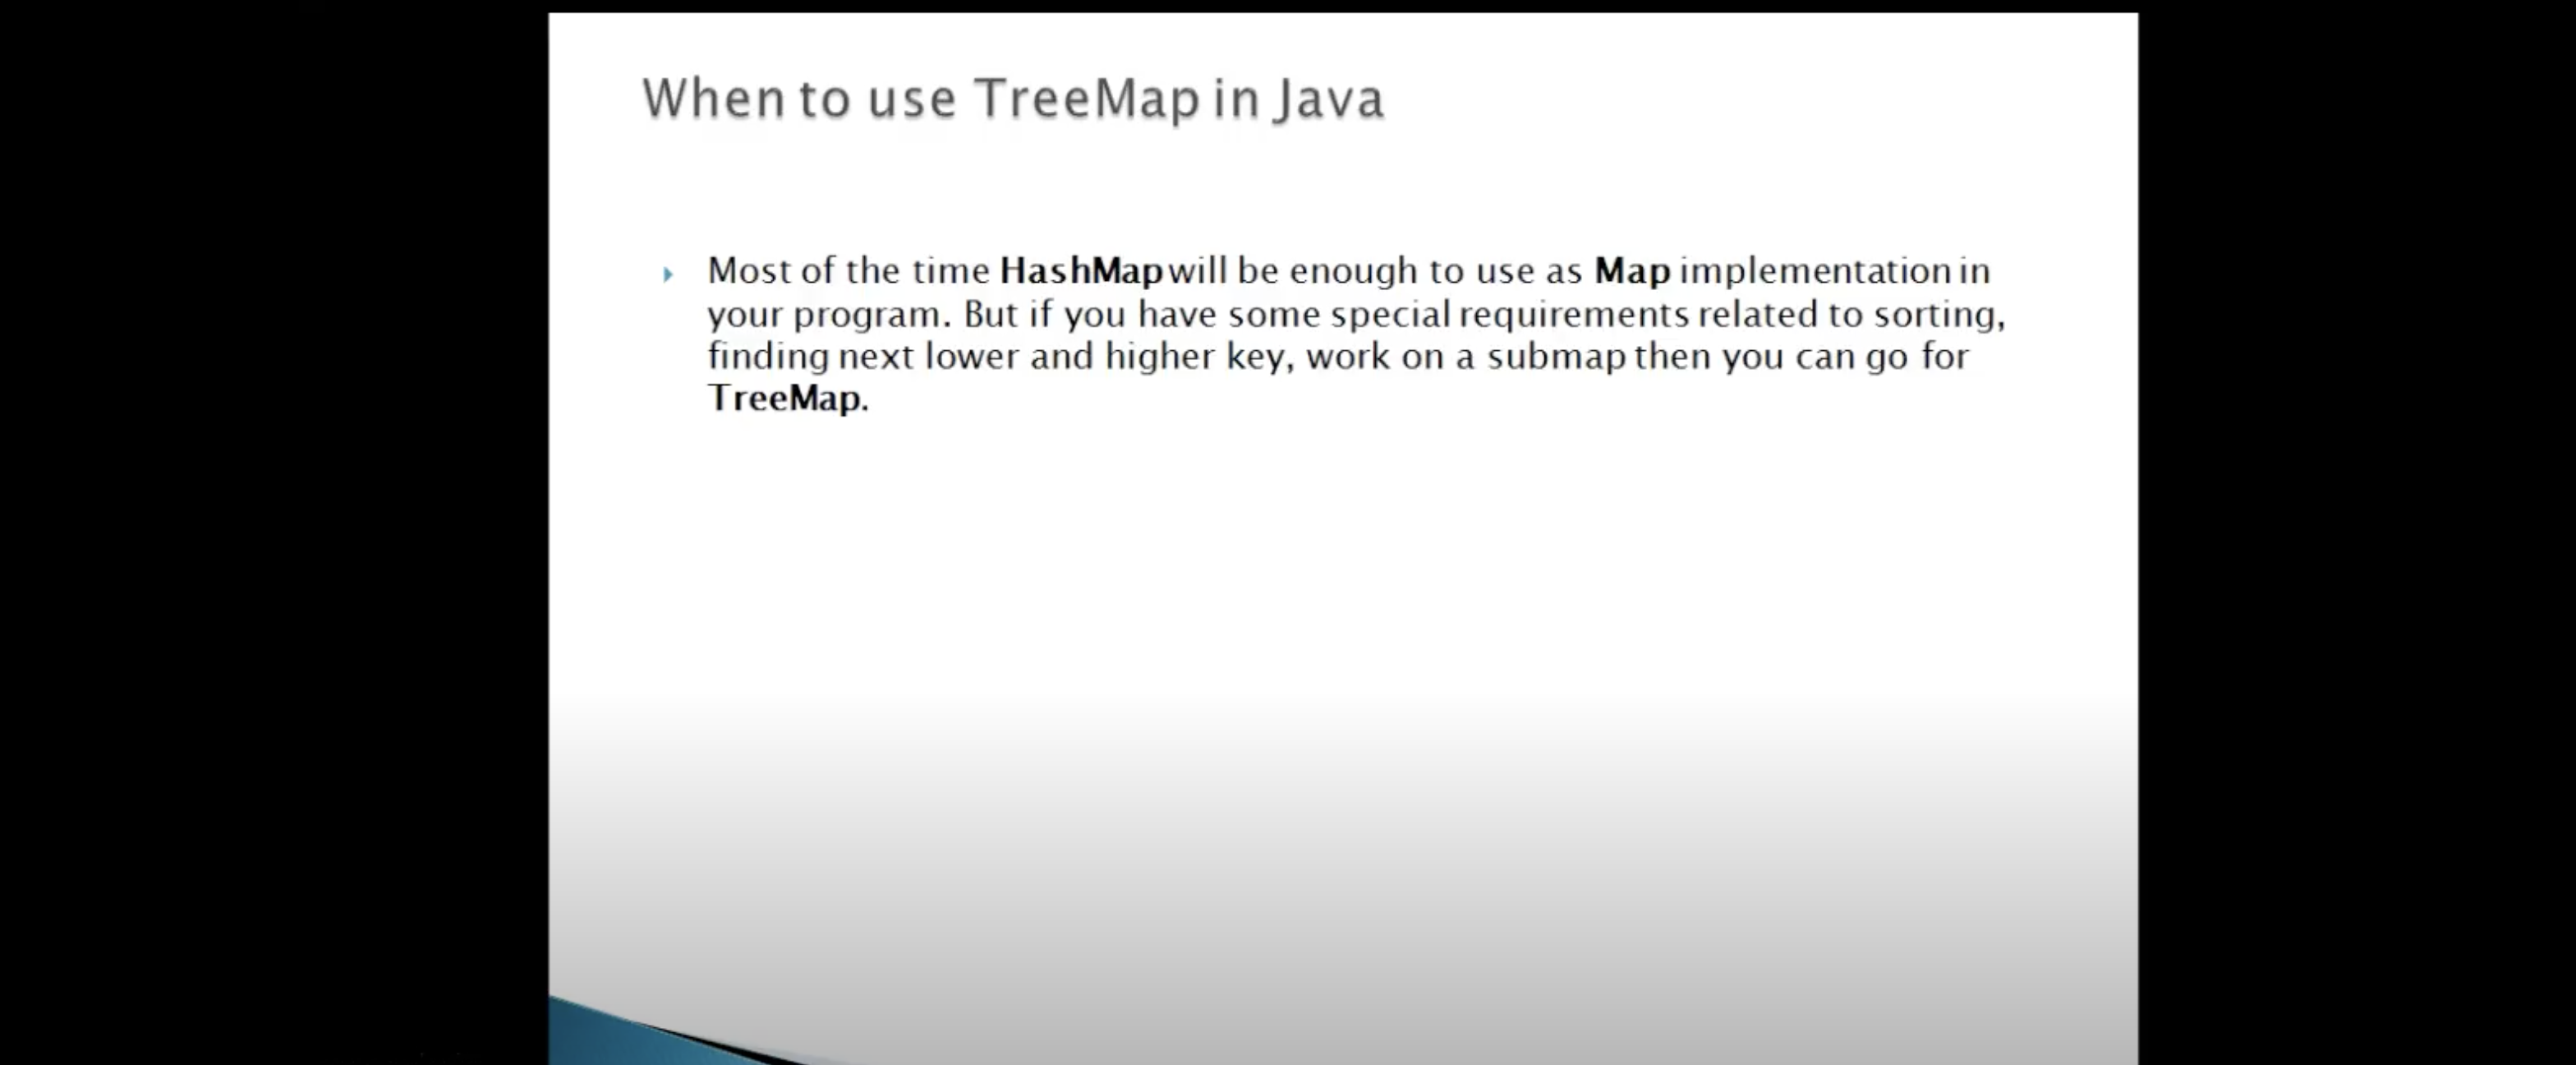 When to use TreeMap in Java
Most of the time HashMap will be enough to use as Map implementation in
your program. But if you have some special requirements related to sorting,
finding next lower and higher key, work on a submap then you can go for
TreeMap.